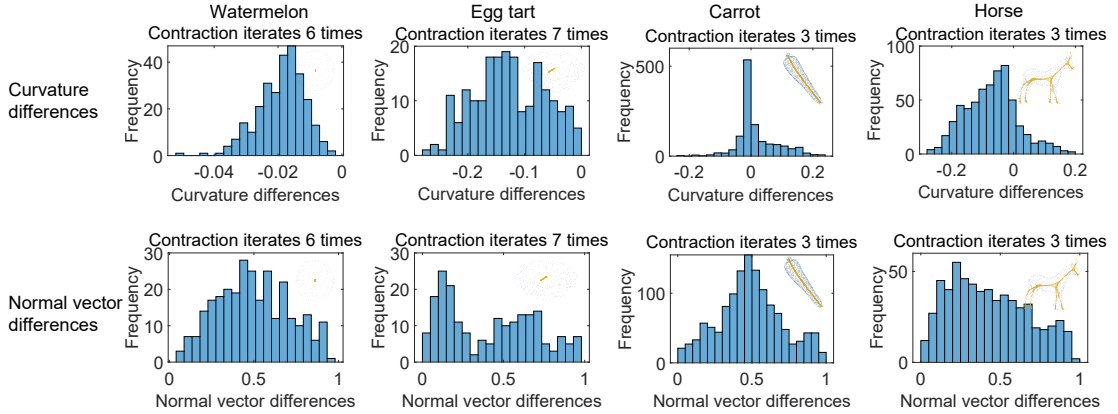 Watermelon Egg tart Carrot Horse
Contraction iterates 6 times Contraction iterates 7 times Contraction iterates 3 times Contraction iterates 3 times
Curvature differences
Frequency
40
20
0
-0.04 -0.02 0
Curvature differences
Frequency
20
15
10
5
0
-0.2 -0.1 0
Curvature differences
Frequency
500
0
-0.2 0 0.2
Curvature differences
Frequency
100
50
0
-0.2 0 0.2
Curvature differences
Contraction iterates 6 times Contraction iterates 7 times Contraction iterates 3 times Contraction iterates 3 times
Normal vector differences
Frequency
30
20
10
0
0 0.5 1
Normal vector differences
Frequency
30
20
10
0
0 0.5 1
Normal vector differences
Frequency
100
50
0
0 0.5 1
Normal vector differences
Frequency
50
0
0 0.5 1
Normal vector differences